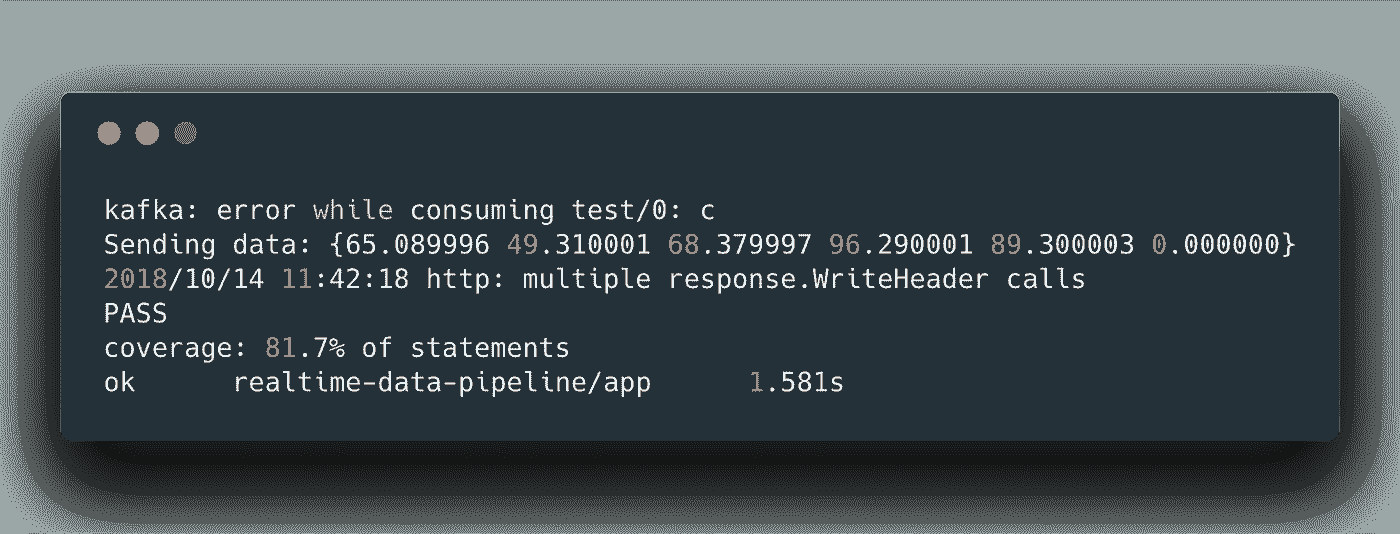 kafka: error while consuming test/0: c
Sending data: {65.089996 49.310001 68.379997 96.290001 89.300003 0.000000}
2018/10/14 11:42:18 http: multiple response.WriteHeader calls
PASS
coverage: 81.7% of statements
ok realtime-data-pipeline/app 1.581s